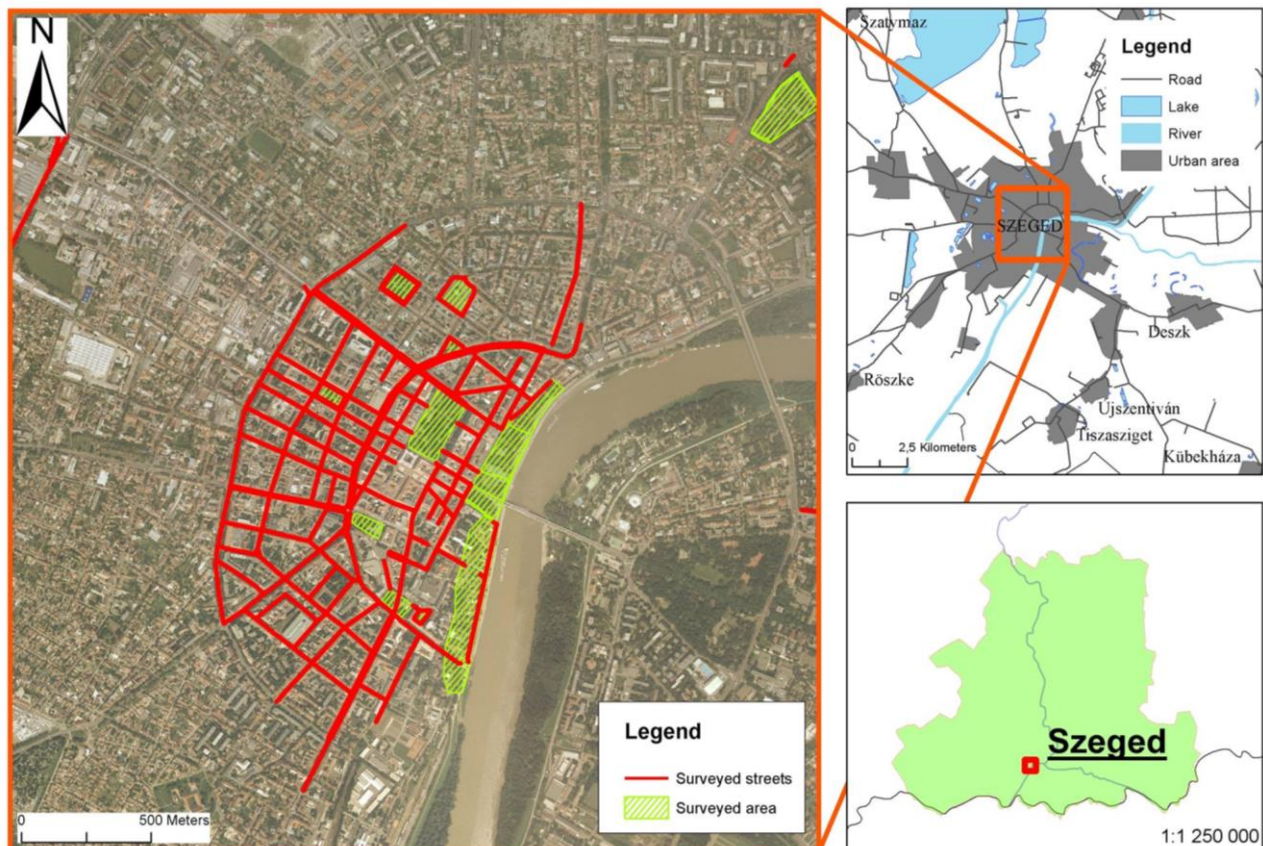 N
Legend
Surveyed streets
Surveyed area
0 500 Meters
Szatymaz
Legend
Road
Lake
River
Urban area
SZEGED
Deszk
Röszke
Újszentiván
Tiszasziget
Kübekháza
0 2,5 Kilometers
Szeged
1:1 250 000